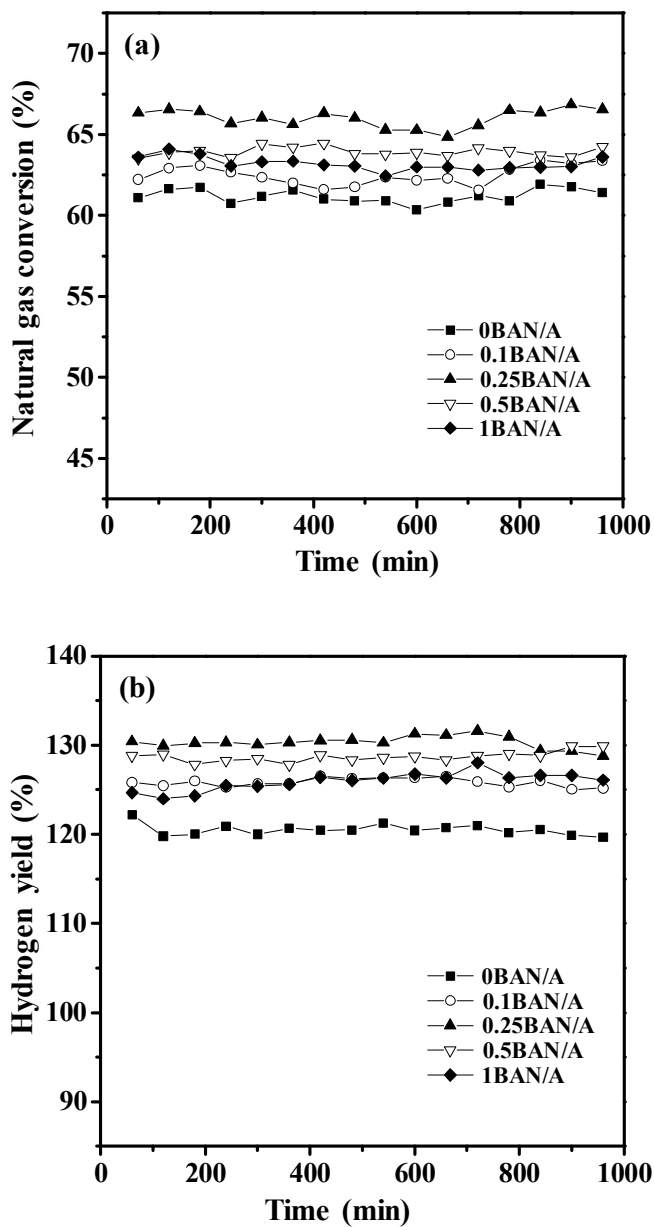 (a)
Natural gas conversion (%)
70
65
60
55
50
45
0BAN/A
0.1BAN/A
0.25BAN/A
0.5BAN/A
1BAN/A
0 200 400 600 800 1000
Time (min)
(b)
Hydrogen yield (%)
140
130
120
110
100
90
0BAN/A
0.1BAN/A
0.25BAN/A
0.5BAN/A
1BAN/A
0 200 400 600 800 1000
Time (min)